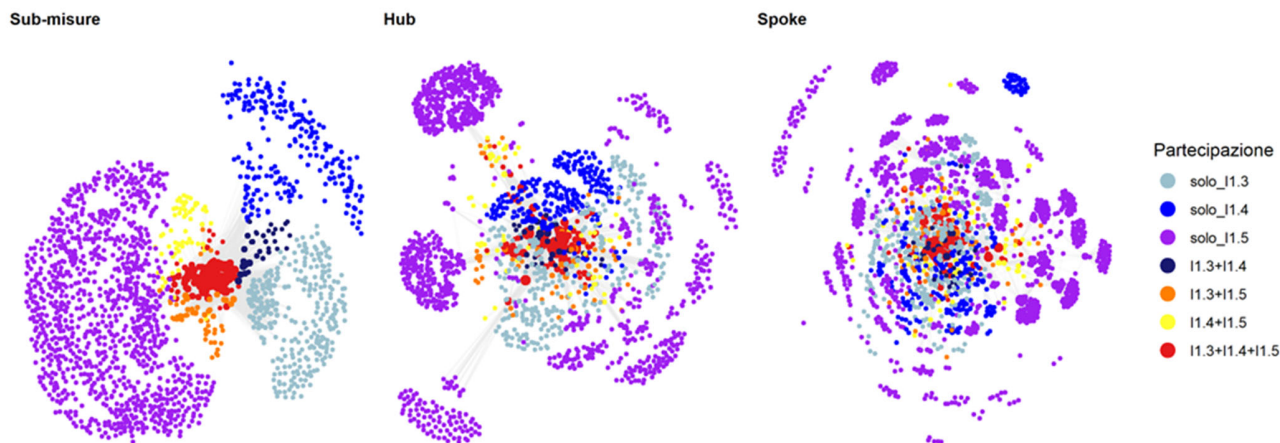 Sub-misure
Hub
Spoke
Partecipazione
solo_I1.3
solo_I1.4
solo_I1.5
I1.3+I1.4
I1.3+I1.5
I1.4+I1.5
I1.3+I1.4+I1.5